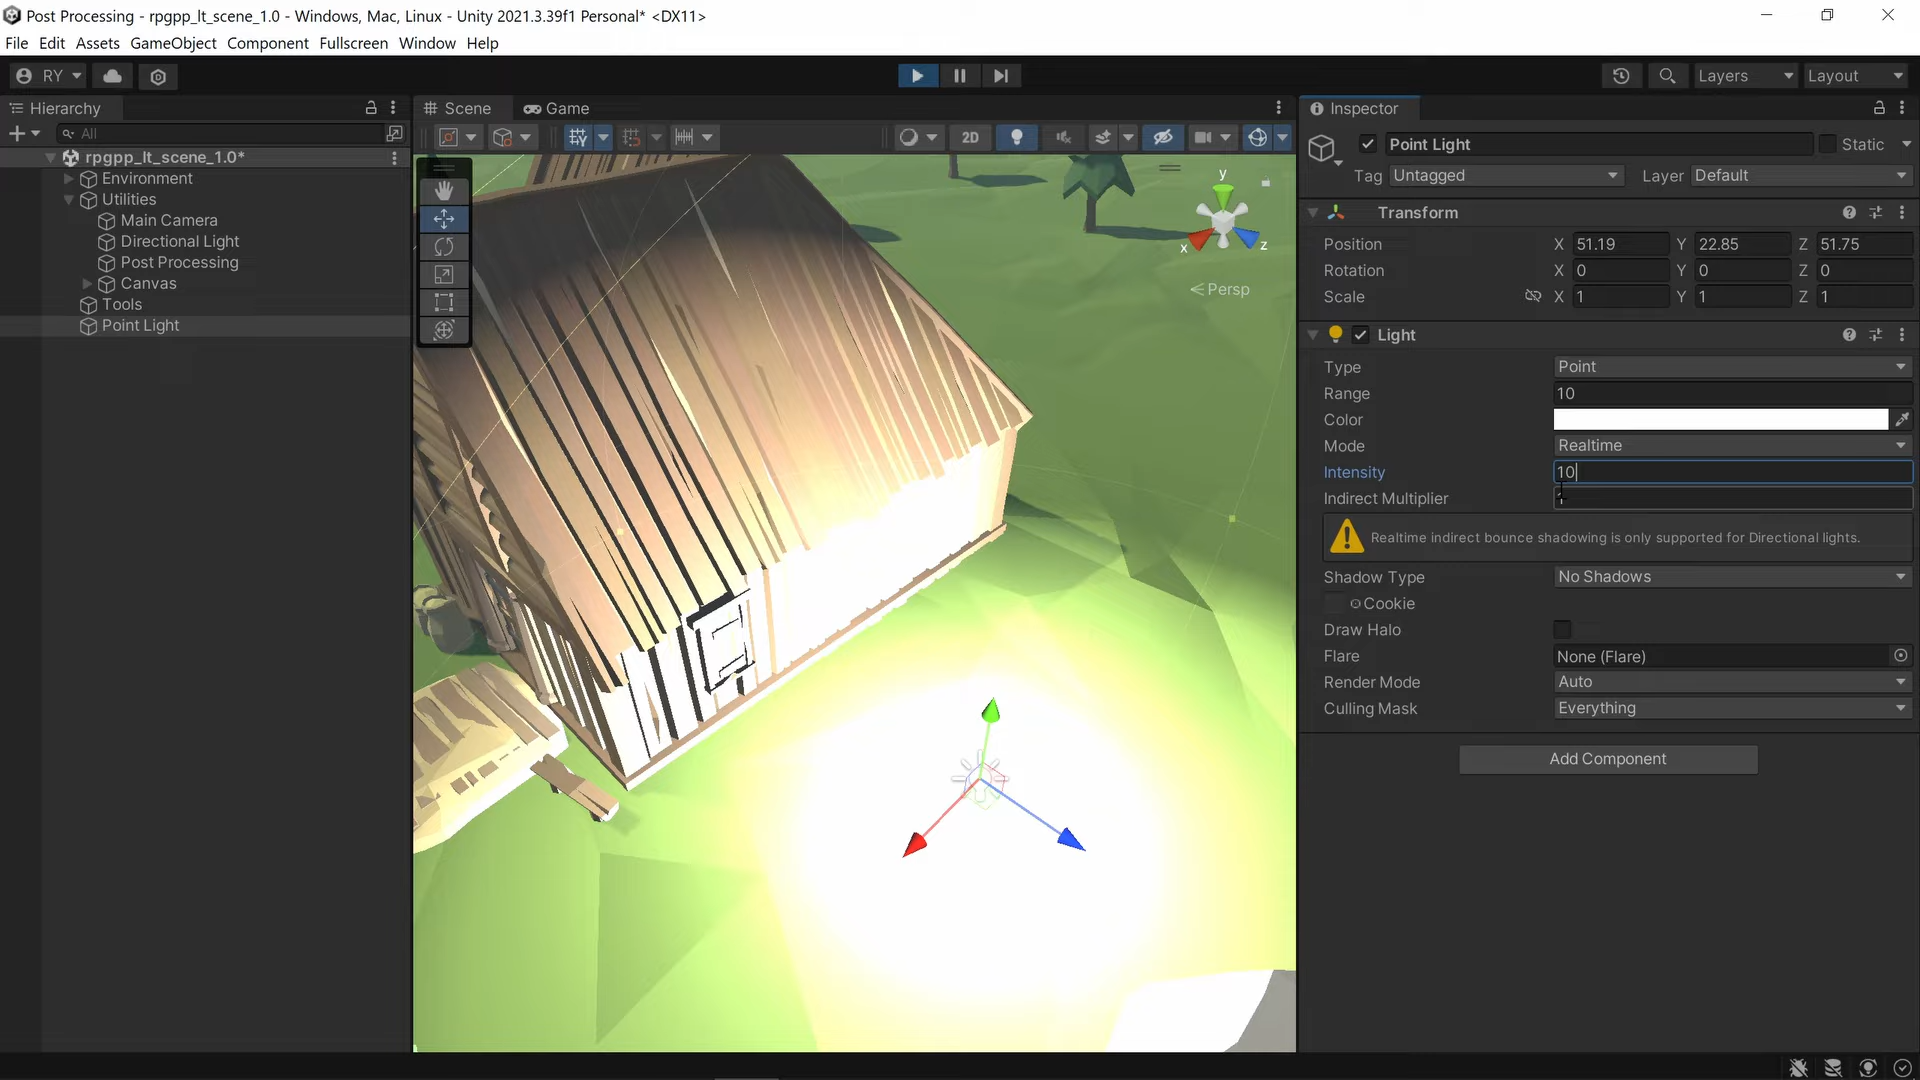 Post Processing - rpgpp_lt_scene_1.0 - Windows, Mac, Linux - Unity 2021.3.39f1 Personal* <DX11>
File Edit Assets GameObject Component Fullscreen Window Help
RY
Layers
Layout
Hierarchy
All
rpgpp_lt_scene_1.0*
Environment
Utilities
Main Camera
Directional Light
Post Processing
Canvas
Tools
Point Light
Scene
Game
2D
y
x
z
Persp
Inspector
Point Light
Static
Tag Untagged
Layer Default
Transform
Position X 51.19 Y 22.85 Z 51.75
Rotation X 0 Y 0 Z 0
Scale X 1 Y 1 Z 1
Light
Type Point
Range 10
Color
Mode Realtime
Intensity 10
Indirect Multiplier
Realtime indirect bounce shadowing is only supported for Directional lights.
Shadow Type No Shadows
Cookie
Draw Halo
Flare None (Flare)
Render Mode Auto
Culling Mask Everything
Add Component